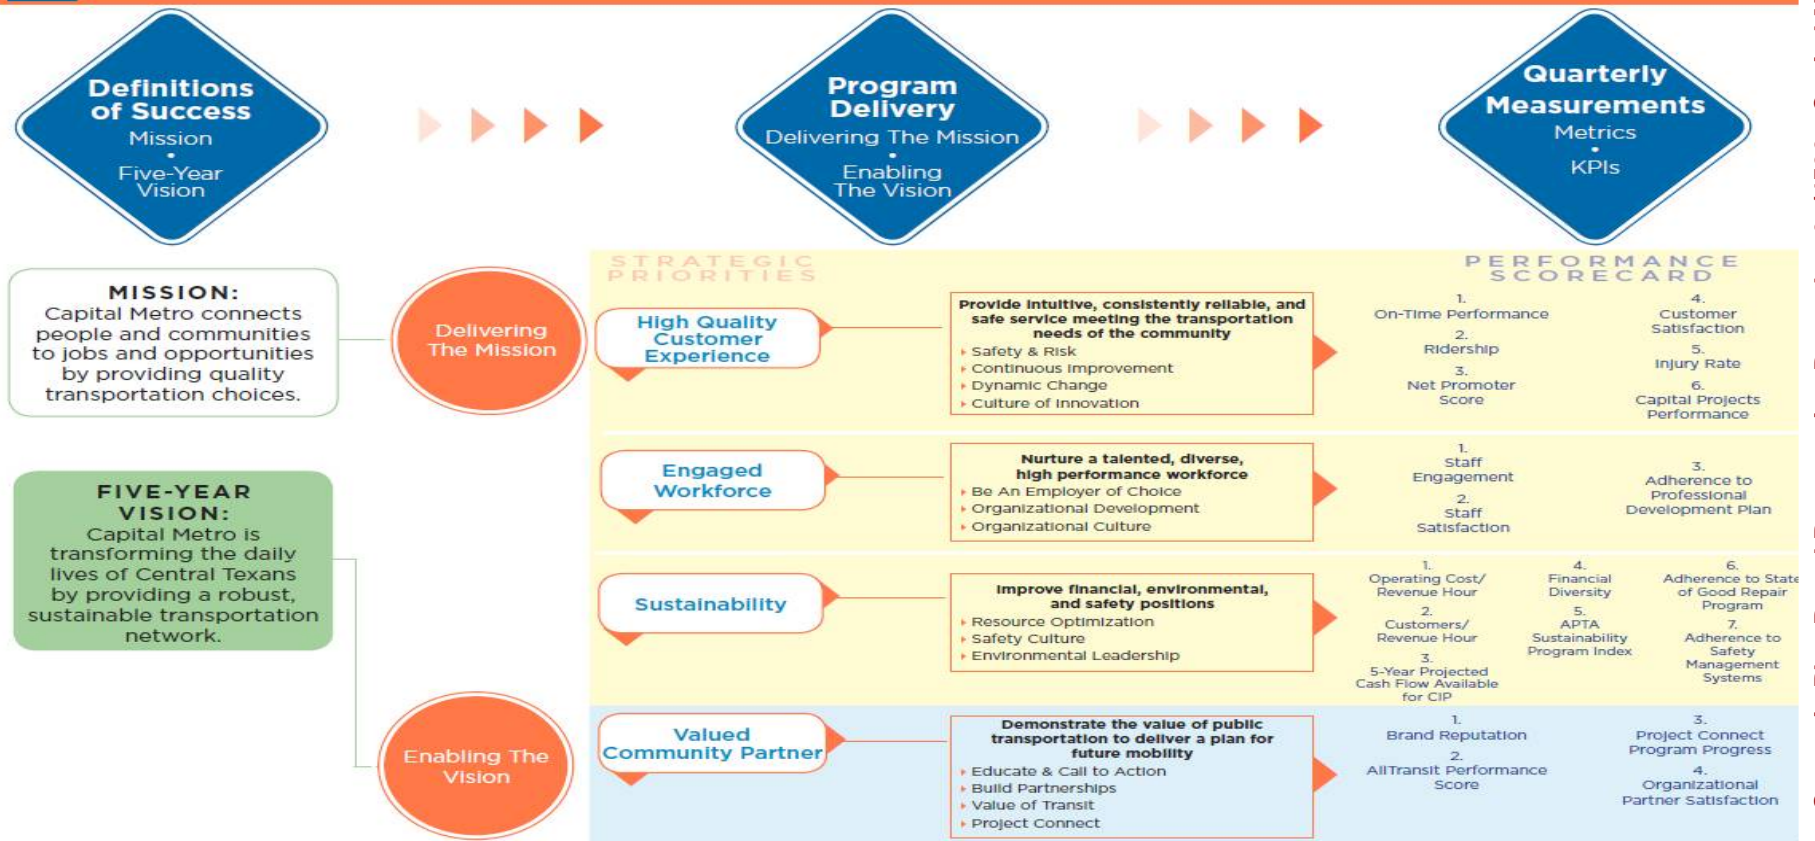 Definitions
of Success
Mission
•
Five-Year
Vision
Program
Delivery
Delivering The Mission
•
Enabling
The Vision
Quarterly
Measurements
Metrics
•
KPIs
MISSION:
Capital Metro connects
people and communities
to jobs and opportunities
by providing quality
transportation choices.
FIVE-YEAR
VISION:
Capital Metro is
transforming the daily
lives of Central Texans
by providing a robust,
sustainable transportation
network.
Delivering
The Mission
Enabling The
Vision
STRATEGIC
PRIORITIES
PERFORMANCE
SCORECARD
High Quality
Customer
Experience
Provide intuitive, consistently reliable, and
safe service meeting the transportation
needs of the community
Safety & Risk
Continuous Improvement
Dynamic Change
Culture of Innovation
1.
On-Time Performance
2.
Ridership
3.
Net Promoter
Score
4.
Customer
Satisfaction
5.
Injury Rate
6.
Capital Projects
Performance
Engaged
Workforce
Nurture a talented, diverse,
high performance workforce
Be An Employer of Choice
Organizational Development
Organizational Culture
1.
Staff
Engagement
2.
Staff
Satisfaction
3.
Adherence to
Professional
Development Plan
Sustainability
Improve financial, environmental,
and safety positions
Resource Optimization
Safety Culture
Environmental Leadership
1.
Operating Cost/
Revenue Hour
2.
Customers/
Revenue Hour
3.
5-Year Projected
Cash Flow Available
for CIP
4.
Financial
Diversity
5.
APTA
Sustainability
Program Index
6.
Adherence to State
of Good Repair
Program
7.
Adherence to
Safety
Management
Systems
Valued
Community Partner
Demonstrate the value of public
transportation to deliver a plan for
future mobility
Educate & Call to Action
Build Partnerships
Value of Transit
Project Connect
1.
Brand Reputation
2.
AllTransit Performance
Score
3.
Project Connect
Program Progress
4.
Organizational
Partner Satisfaction